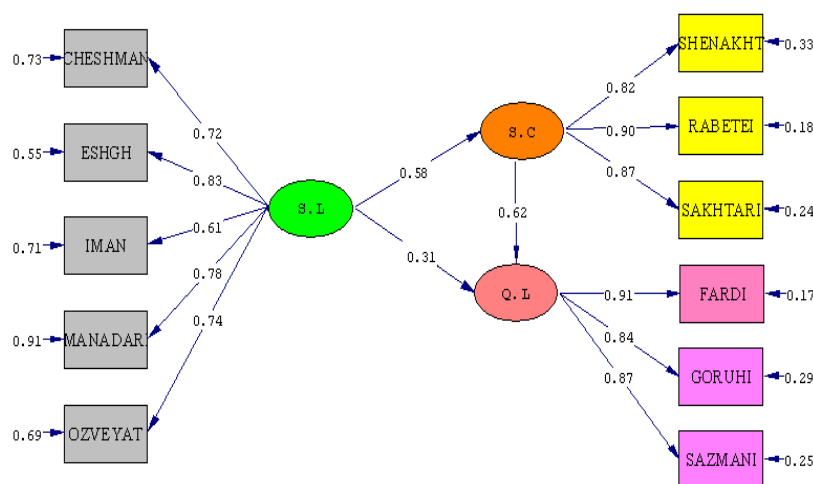 0.73
CHESHMAN
0.55
ESHGH
0.71
IMAN
0.91
MANADARI
0.69
OZVEYAT
0.72
0.83
0.61
0.78
0.74
S.L
0.58
0.31
S.C
0.62
Q.L
0.82
0.90
0.87
0.91
0.84
0.87
SHENAKHT
0.33
RABETEI
0.18
SAKHTARI
0.24
FARDI
0.17
GORUHI
0.29
SAZMANI
0.25